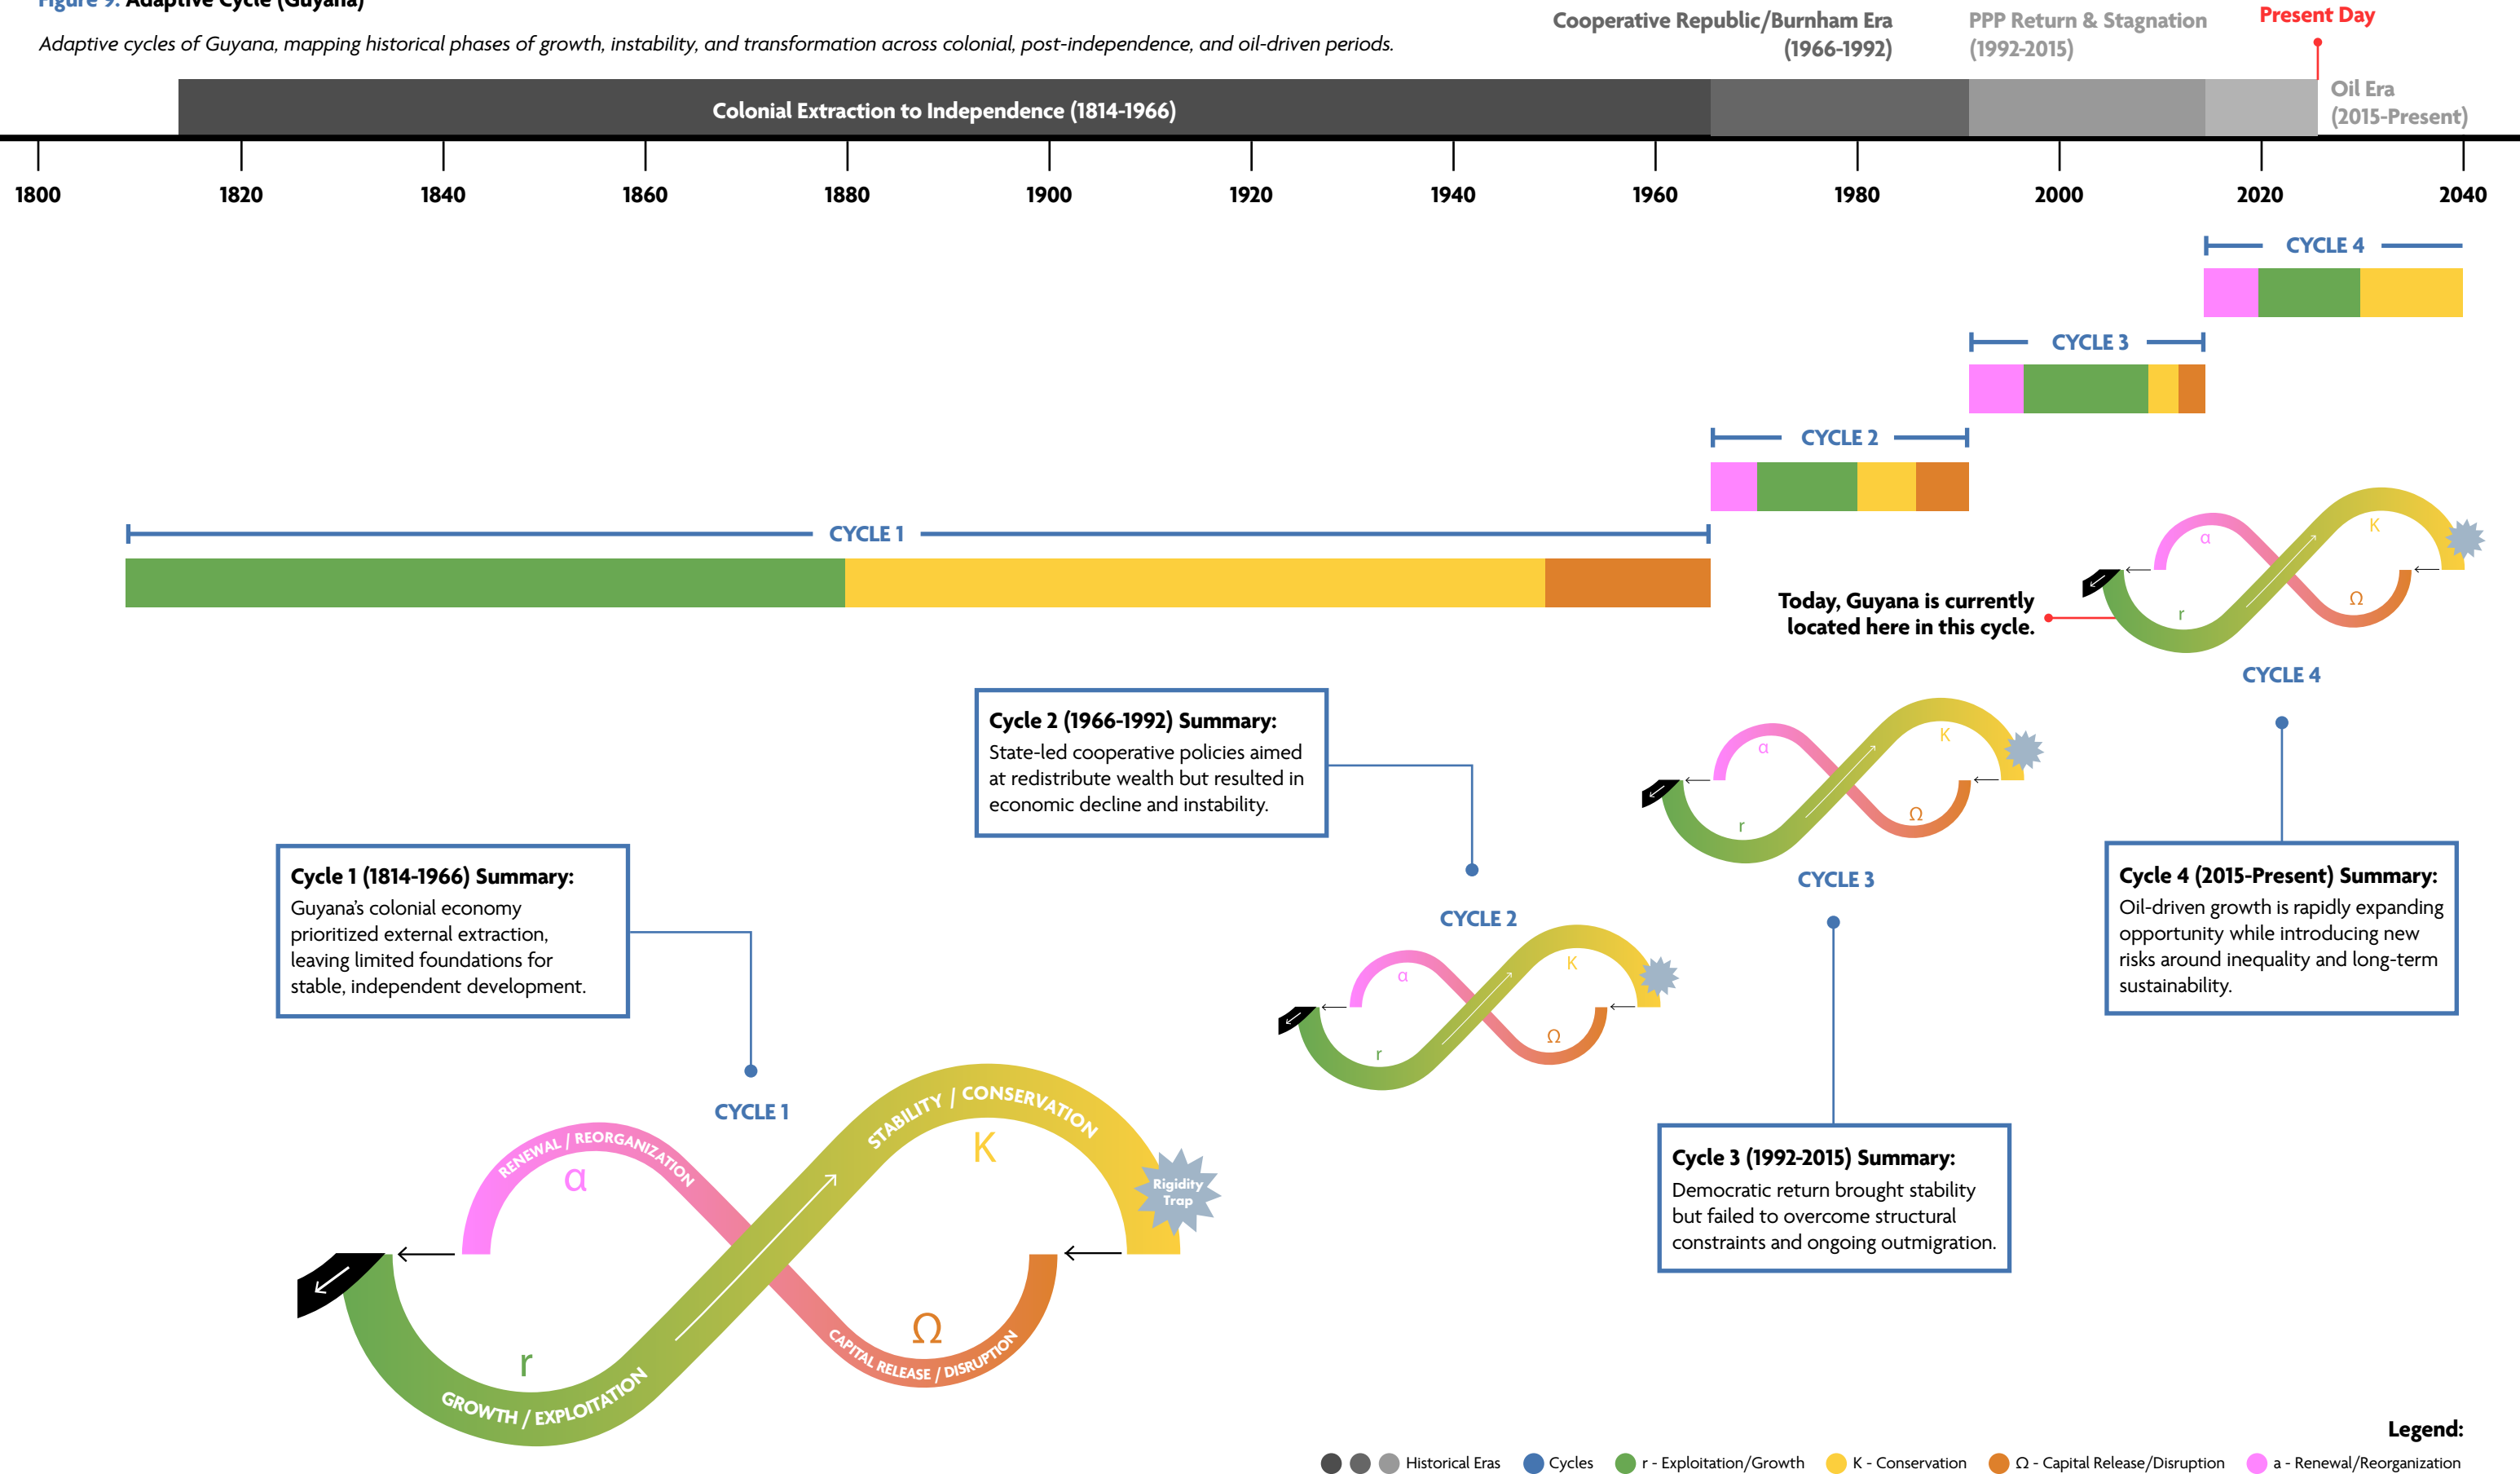 Figure 9. Adaptive Cycle (Guyana)
Adaptive cycles of Guyana, mapping historical phases of growth, instability, and transformation across colonial, post-independence, and oil-driven periods.
Cooperative Republic/Burnham Era
(1966-1992)
PPP Return & Stagnation
(1992-2015)
Present Day
Colonial Extraction to Independence (1814-1966)
Oil Era
(2015-Present)
1800 1820 1840 1860 1880 1900 1920 1940 1960 1980 2000 2020 2040
CYCLE 4
CYCLE 3
CYCLE 2
CYCLE 1
α
K
r
Ω
Today, Guyana is currently
located here in this cycle.
CYCLE 4
Cycle 2 (1966-1992) Summary:
State-led cooperative policies aimed
at redistribute wealth but resulted in
economic decline and instability.
α
K
r
Ω
CYCLE 3
Cycle 1 (1814-1966) Summary:
Guyana's colonial economy
prioritized external extraction,
leaving limited foundations for
stable, independent development.
Cycle 4 (2015-Present) Summary:
Oil-driven growth is rapidly expanding
opportunity while introducing new
risks around inequality and long-term
sustainability.
CYCLE 2
α
K
r
Ω
CYCLE 1
RENEWAL / REORGANIZATION
α
STABILITY / CONSERVATION
K
Rigidity
Trap
Cycle 3 (1992-2015) Summary:
Democratic return brought stability
but failed to overcome structural
constraints and ongoing outmigration.
r
GROWTH / EXPLOITATION
Ω
CAPITAL RELEASE / DISRUPTION
Legend:
Historical Eras Cycles r - Exploitation/Growth K - Conservation Ω - Capital Release/Disruption a - Renewal/Reorganization